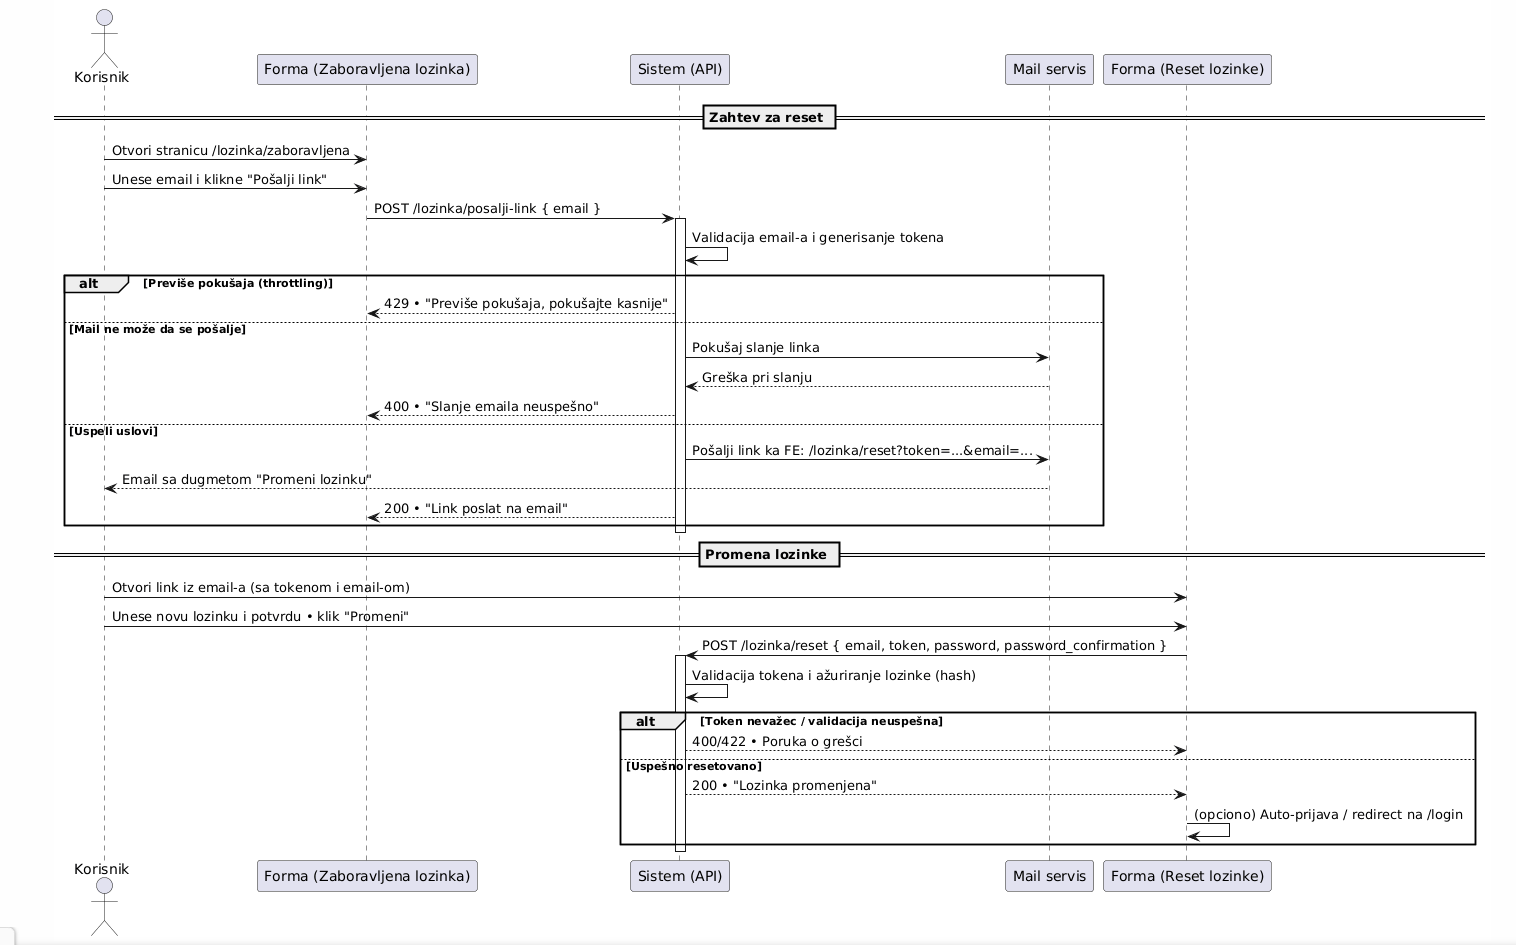 Korisnik
Forma (Zaboravljena lozinka)
Sistem (API)
Mail servis
Forma (Reset lozinke)
Zahtev za reset
Otvori stranicu /lozinka/zaboravljena
Unese email i klikne "Pošalji link"
POST /lozinka/posalji-link { email }
Validacija email-a i generisanje tokena
alt [Previše pokušaja (throttling)]
429 • "Previše pokušaja, pokušajte kasnije"
[Mail ne može da se pošalje]
Pokušaj slanje linka
Greška pri slanju
400 • "Slanje emaila neuspešno"
[Uspeli uslovi]
Pošalji link ka FE: /lozinka/reset?token=...&email=...
Email sa dugmetom "Promeni lozinku"
200 • "Link poslat na email"
Promena lozinke
Otvori link iz email-a (sa tokenom i email-om)
Unese novu lozinku i potvrdu • klik "Promeni"
POST /lozinka/reset { email, token, password, password_confirmation }
Validacija tokena i ažuriranje lozinke (hash)
alt [Token nevažec / validacija neuspešna]
400/422 • Poruka o grešci
[Uspešno resetovano]
200 • "Lozinka promenjena"
(opciono) Auto-prijava / redirect na /login
Korisnik
Forma (Zaboravljena lozinka)
Sistem (API)
Mail servis
Forma (Reset lozinke)